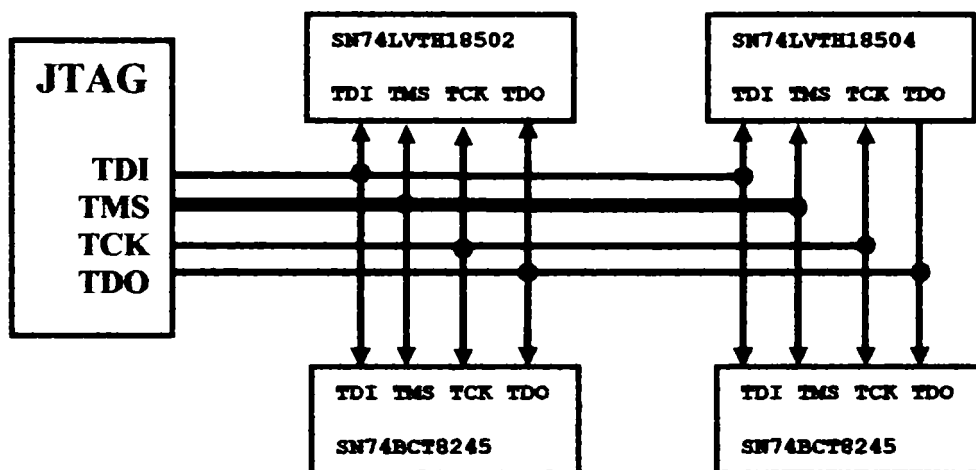 JTAG
TDI
TMS
TCK
TDO
SN74LVTH18502
TDI TMS TCK TDO
SN74LVTH18504
TDI TMS TCK TDO
TDI TMS TCK TDO
SN74BCT8245
TDI TMS TCK TDO
SN74BCT8245